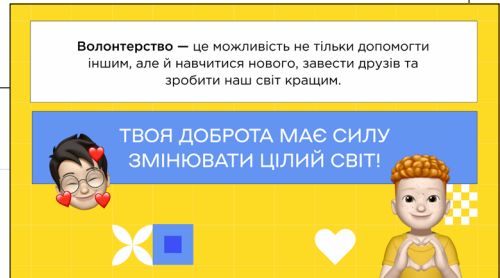 Волонтерство — це можливість не тільки допомогти
іншим, але й навчитися нового, завести друзів та
зробити наш світ кращим.
ТВОЯ ДОБРОТА МАЄ СИЛУ
ЗМІНЮВАТИ ЦІЛИЙ СВІТ!